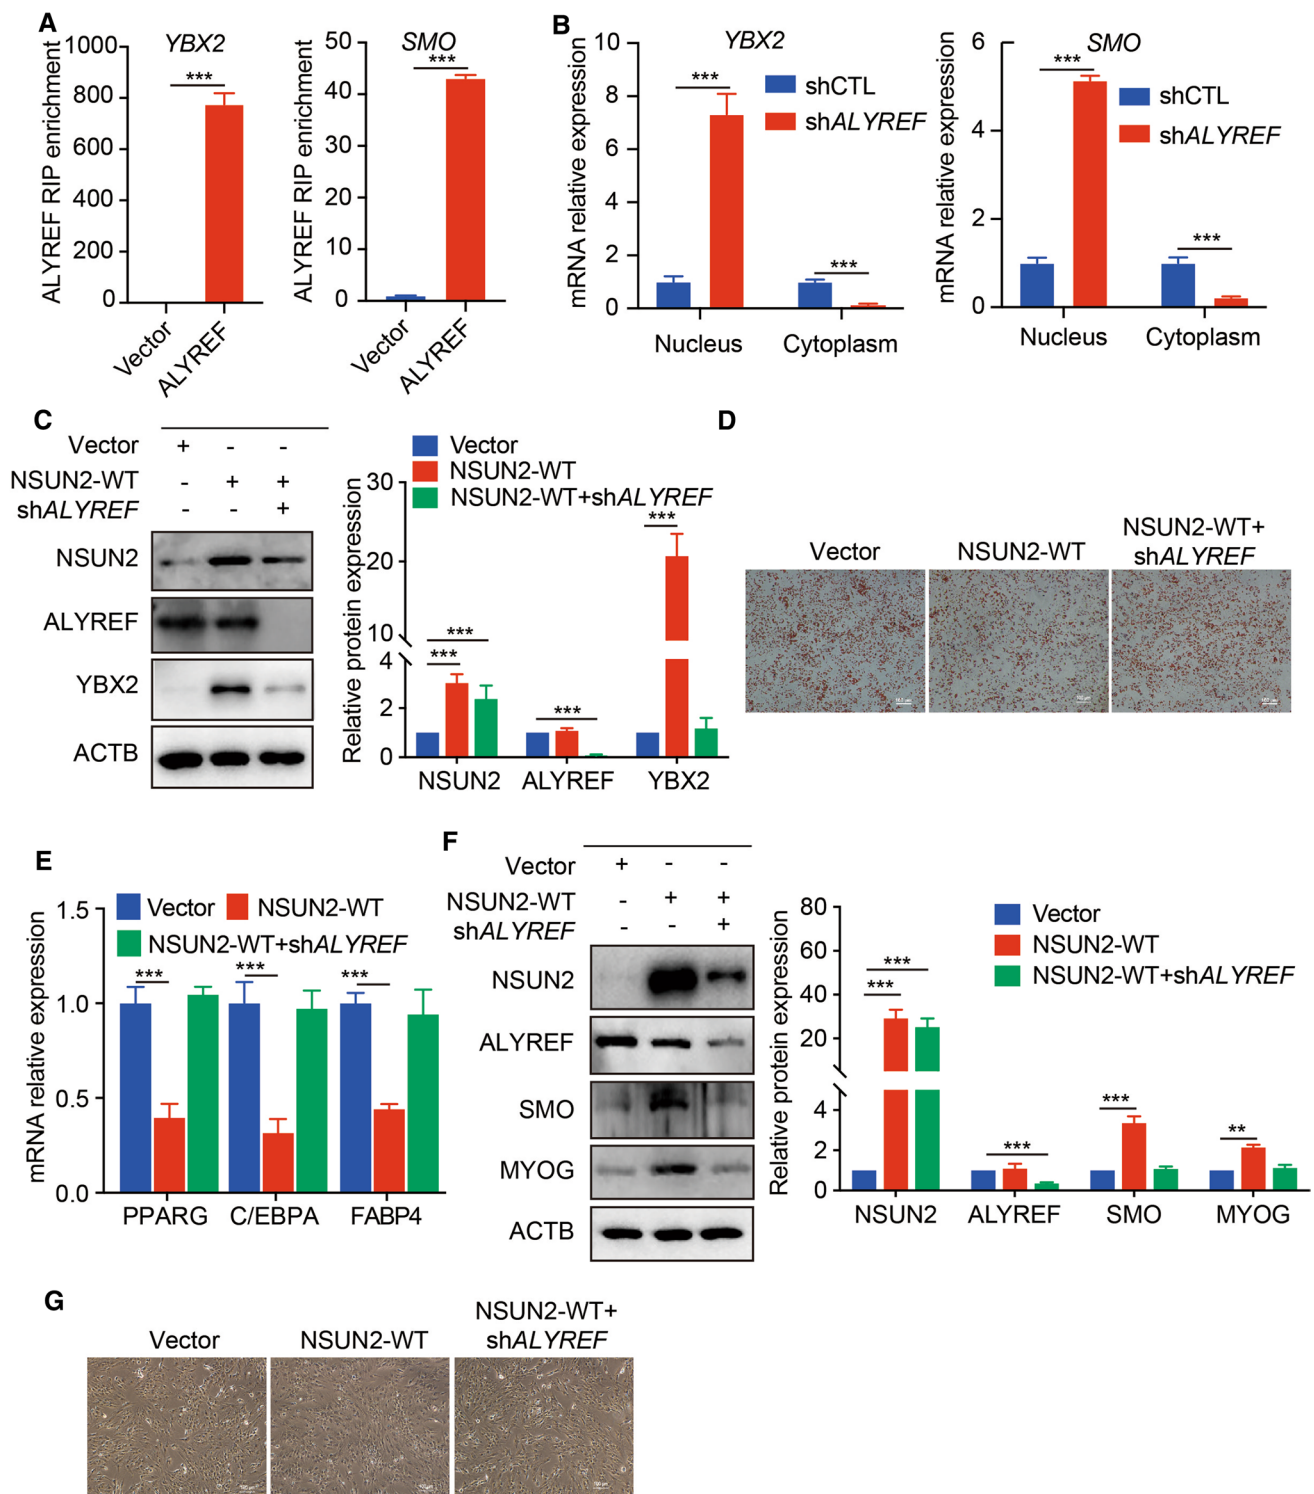 A
YBX2
ALYREF RIP enrichment
1000
800
600
400
200
0
***
Vector
ALYREF
SMO
ALYREF RIP enrichment
50
40
30
20
10
0
***
Vector
ALYREF
B
YBX2
mRNA relative expression
10
8
6
4
2
0
***
***
shCTL
shALYREF
Nucleus
Cytoplasm
SMO
mRNA relative expression
6
4
2
0
***
***
shCTL
shALYREF
Nucleus
Cytoplasm
C
Vector + - -
NSUN2-WT - + +
shALYREF - - +
NSUN2
ALYREF
YBX2
ACTB
Vector
NSUN2-WT
NSUN2-WT+shALYREF
Relative protein expression
30
20
10
4
2
0
***
***
***
***
NSUN2
ALYREF
YBX2
D
Vector
NSUN2-WT
NSUN2-WT+
shALYREF
E
Vector
NSUN2-WT
NSUN2-WT+shALYREF
mRNA relative expression
1.5
1.0
0.5
0.0
***
***
***
PPARG
C/EBPA
FABP4
F
Vector + - -
NSUN2-WT - + +
shALYREF - - +
NSUN2
ALYREF
SMO
MYOG
ACTB
Relative protein expression
80
60
40
20
4
2
0
***
***
***
***
**
Vector
NSUN2-WT
NSUN2-WT+shALYREF
NSUN2
ALYREF
SMO
MYOG
G
Vector
NSUN2-WT
NSUN2-WT+
shALYREF